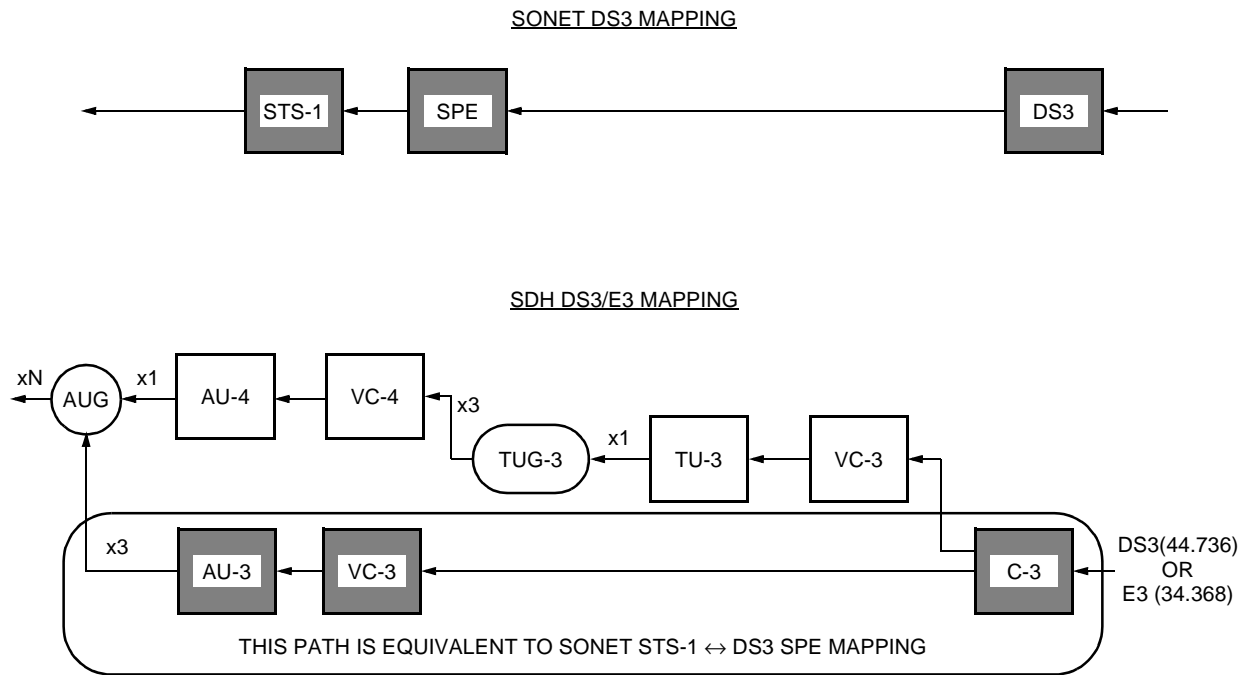 SONET DS3 MAPPING
STS-1 SPE DS3
SDH DS3/E3 MAPPING
xN AUG x1 AU-4 VC-4 x3 TUG-3 x1 TU-3 VC-3
x3 AU-3 VC-3 C-3
DS3(44.736)
OR
E3 (34.368)
THIS PATH IS EQUIVALENT TO SONET STS-1 ↔ DS3 SPE MAPPING